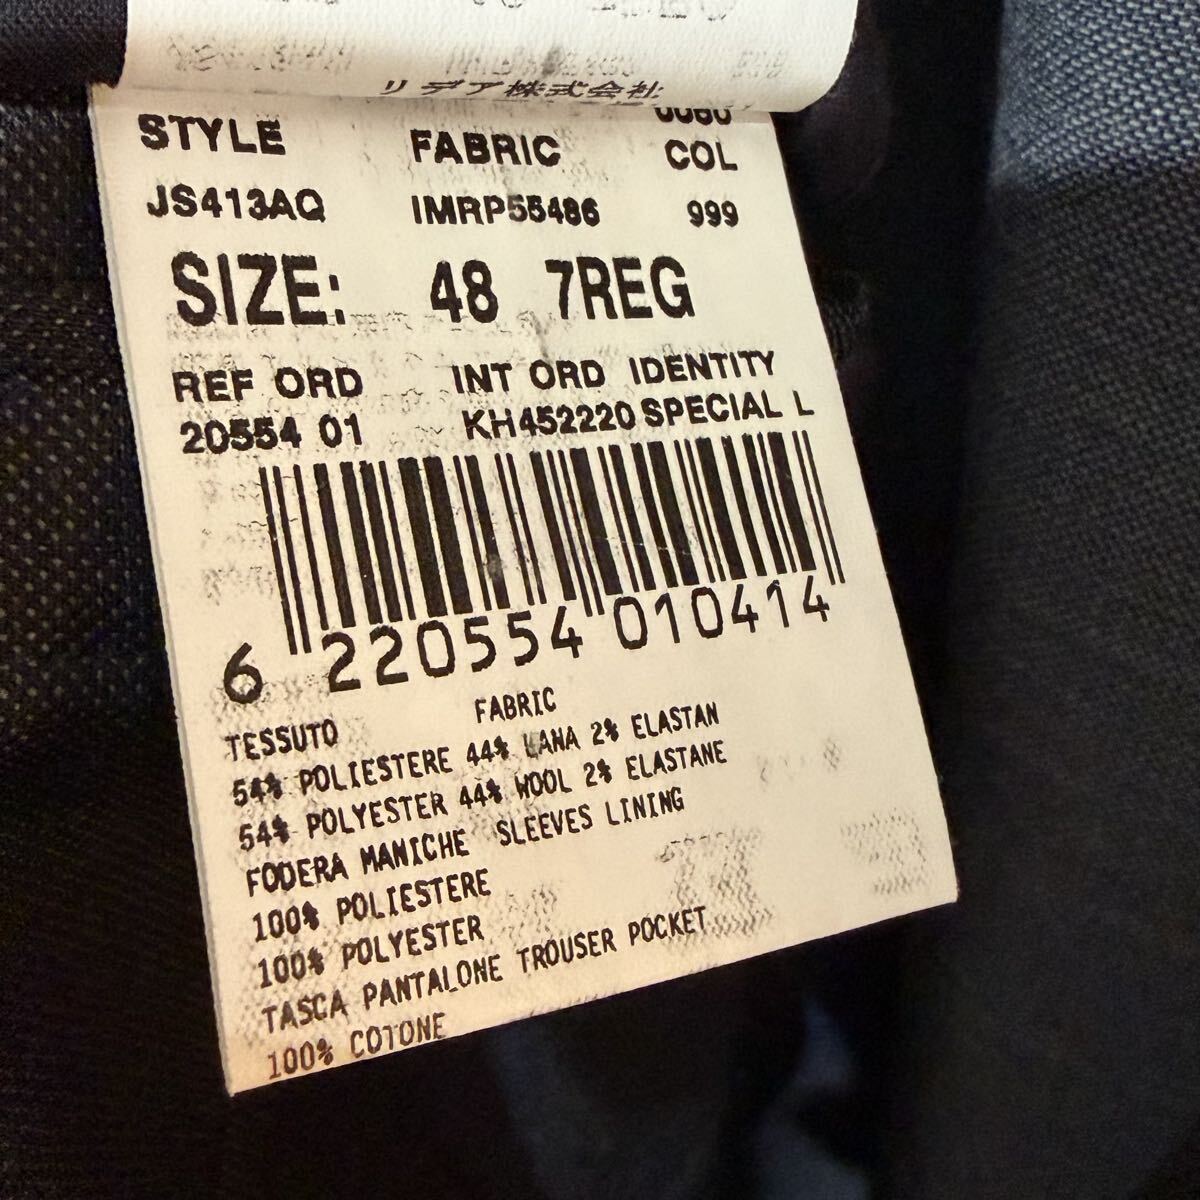 リデア株式会社
STYLE FABRIC COL
JS413AQ IMRP55486 999
SIZE: 48 7REG
REF ORD INT ORD IDENTITY
20554 01 KH452220 SPECIAL L
6 220554 010414
TESSUTO FABRIC
54% POLIESTERE 44% LANA 2% ELASTAN
54% POLYESTER 44% WOOL 2% ELASTANE
FODERA MANICHE SLEEVES LINING
100% POLIESTERE
100% POLYESTER
TASCA PANTALONE TROUSER POCKET
100% COTONE